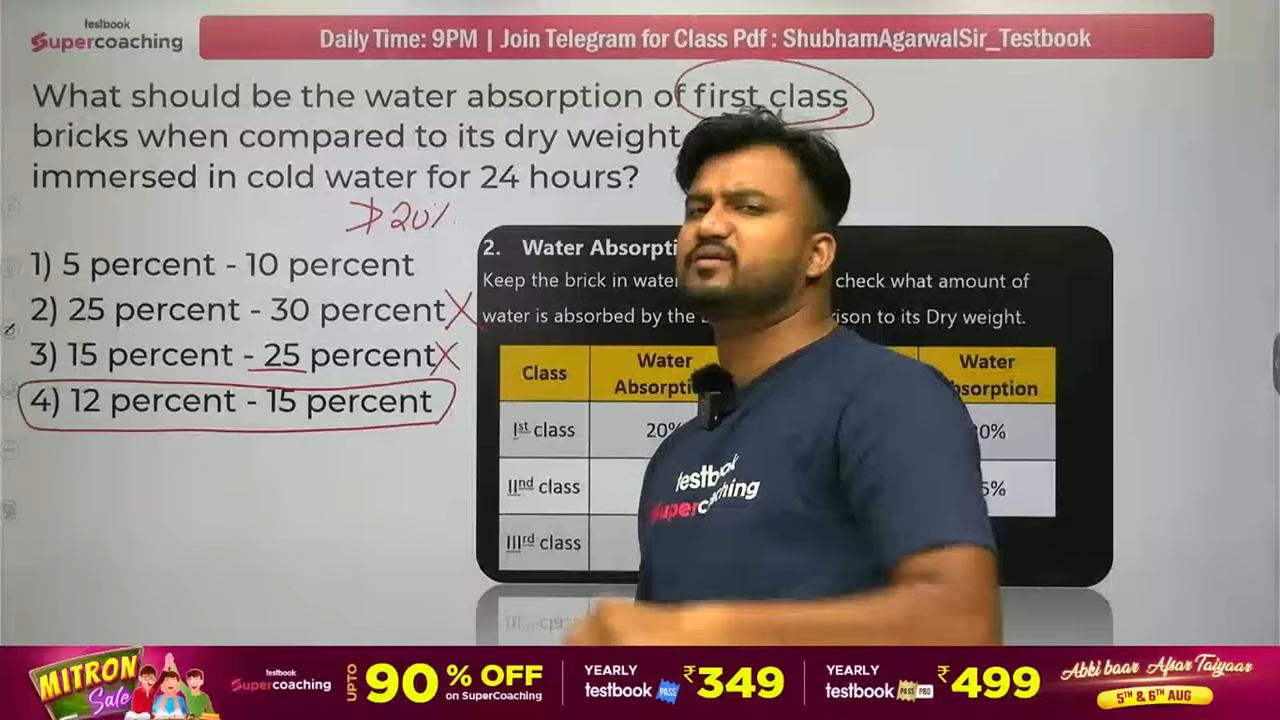 testbook
Supercoaching
Daily Time: 9PM | Join Telegram for Class Pdf : ShubhamAgarwalSir_Testbook
What should be the water absorption of first class
bricks when compared to its dry weight
immersed in cold water for 24 hours?
≯ 20%
1) 5 percent - 10 percent
2) 25 percent - 30 percent X
3) 15 percent - 25 percent X
4) 12 percent - 15 percent
2. Water Absorpti
Keep the brick in water check what amount of
water is absorbed by the rison to its Dry weight.
Class Water Absorpti Water sorption
Ist class 20% 0%
IInd class 5%
IIIrd class
testbook
supercoaching
MITRON
Sale
testbook
Supercoaching
UPTO 90 % OFF
on SuperCoaching
YEARLY
testbook PASS
₹349
YEARLY
testbook PASS PRO
₹499
Abki baar Afsar Taiyaar
5TH & 6TH AUG